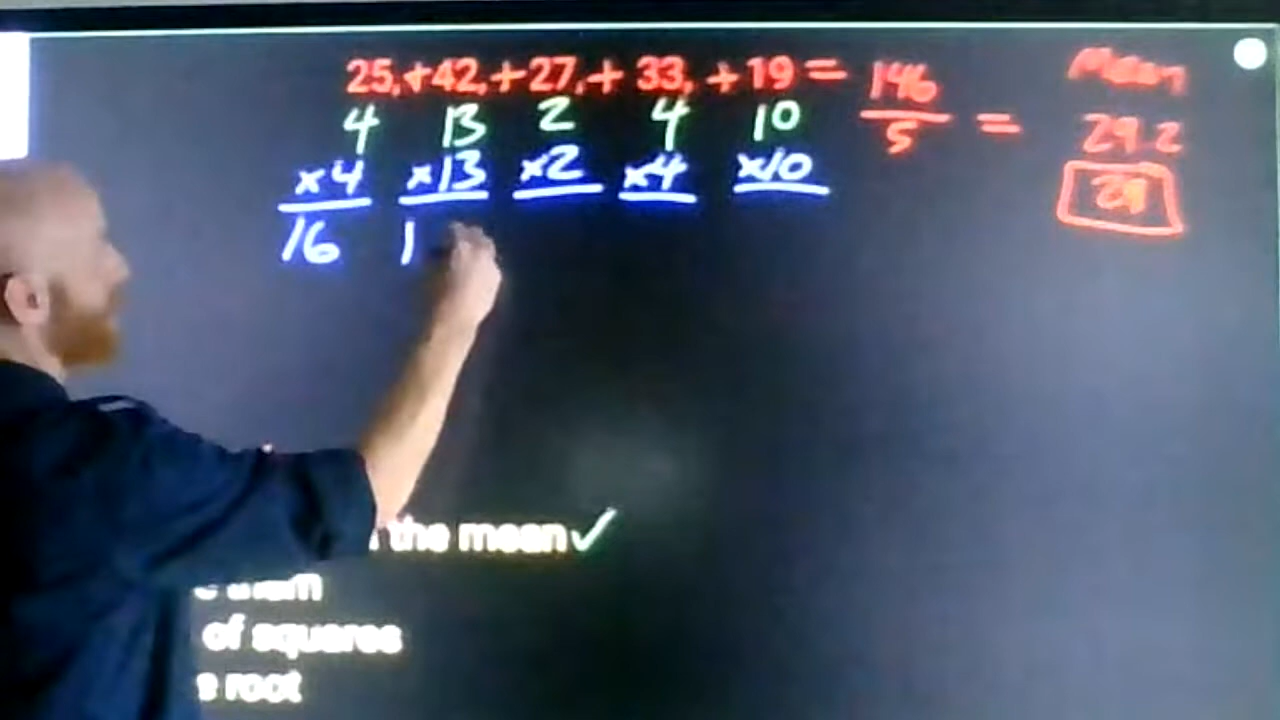 25,+42,+27,+ 33, +19= 146/5 = Mean
29.2
29
4 13 2 4 10
×4 ×13 ×2 ×4 ×10
16 1
the mean ✓
them
of squares
root